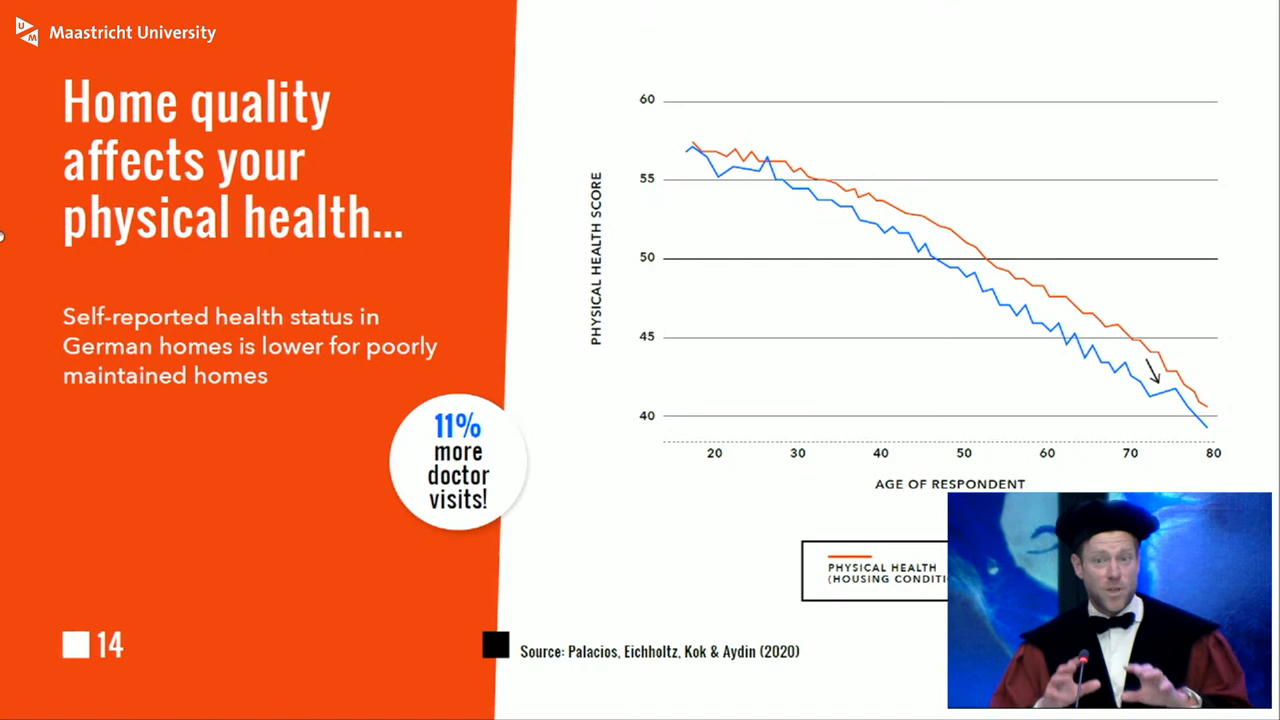 Maastricht University
Home quality
affects your
physical health...
Self-reported health status in
German homes is lower for poorly
maintained homes
11%
more
doctor
visits!
14
60
55
50
45
40
PHYSICAL HEALTH SCORE
20 30 40 50 60 70 80
AGE OF RESPONDENT
PHYSICAL HEALTH
(HOUSING CONDITI
Source: Palacios, Eichholtz, Kok & Aydin (2020)